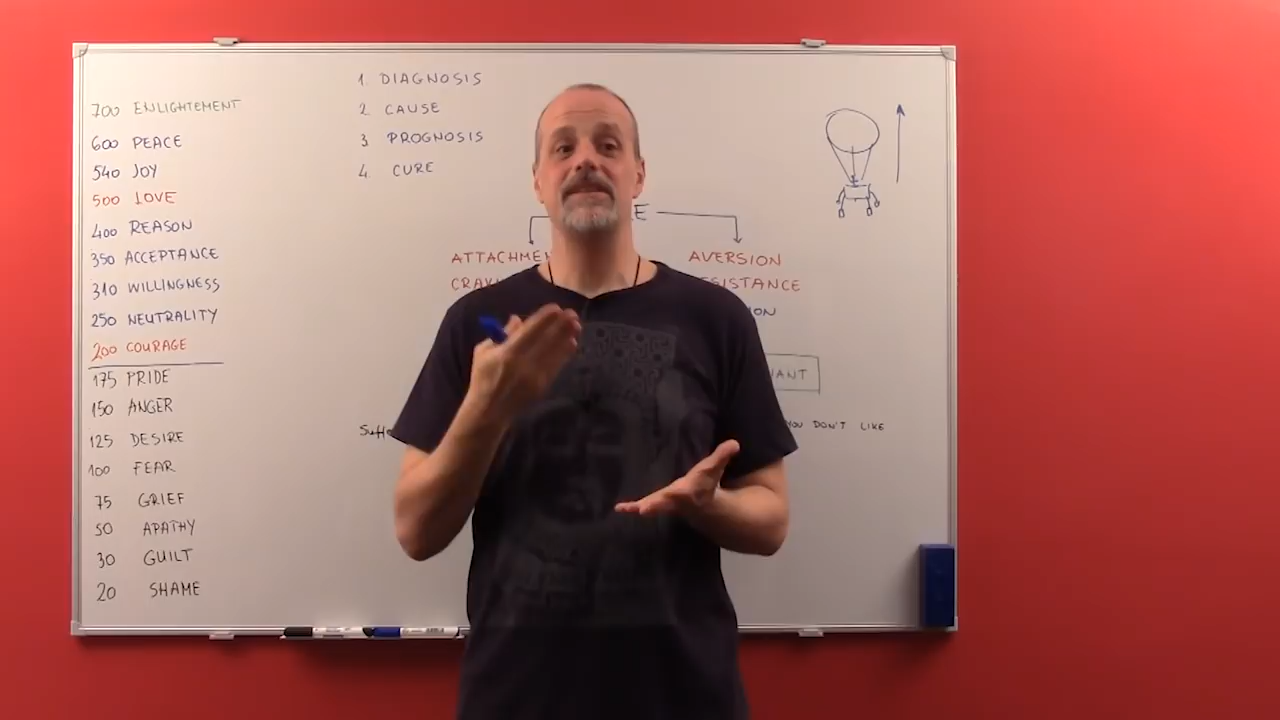 700 ENLIGHTEMENT
600 PEACE
540 JOY
500 LOVE
400 REASON
350 ACCEPTANCE
310 WILLINGNESS
250 NEUTRALITY
200 COURAGE
175 PRIDE
150 ANGER
125 DESIRE
100 FEAR
75 GRIEF
50 APATHY
30 GUILT
20 SHAME
1. DIAGNOSIS
2. CAUSE
3. PROGNOSIS
4. CURE
AVERSION
YOU DON'T LIKE